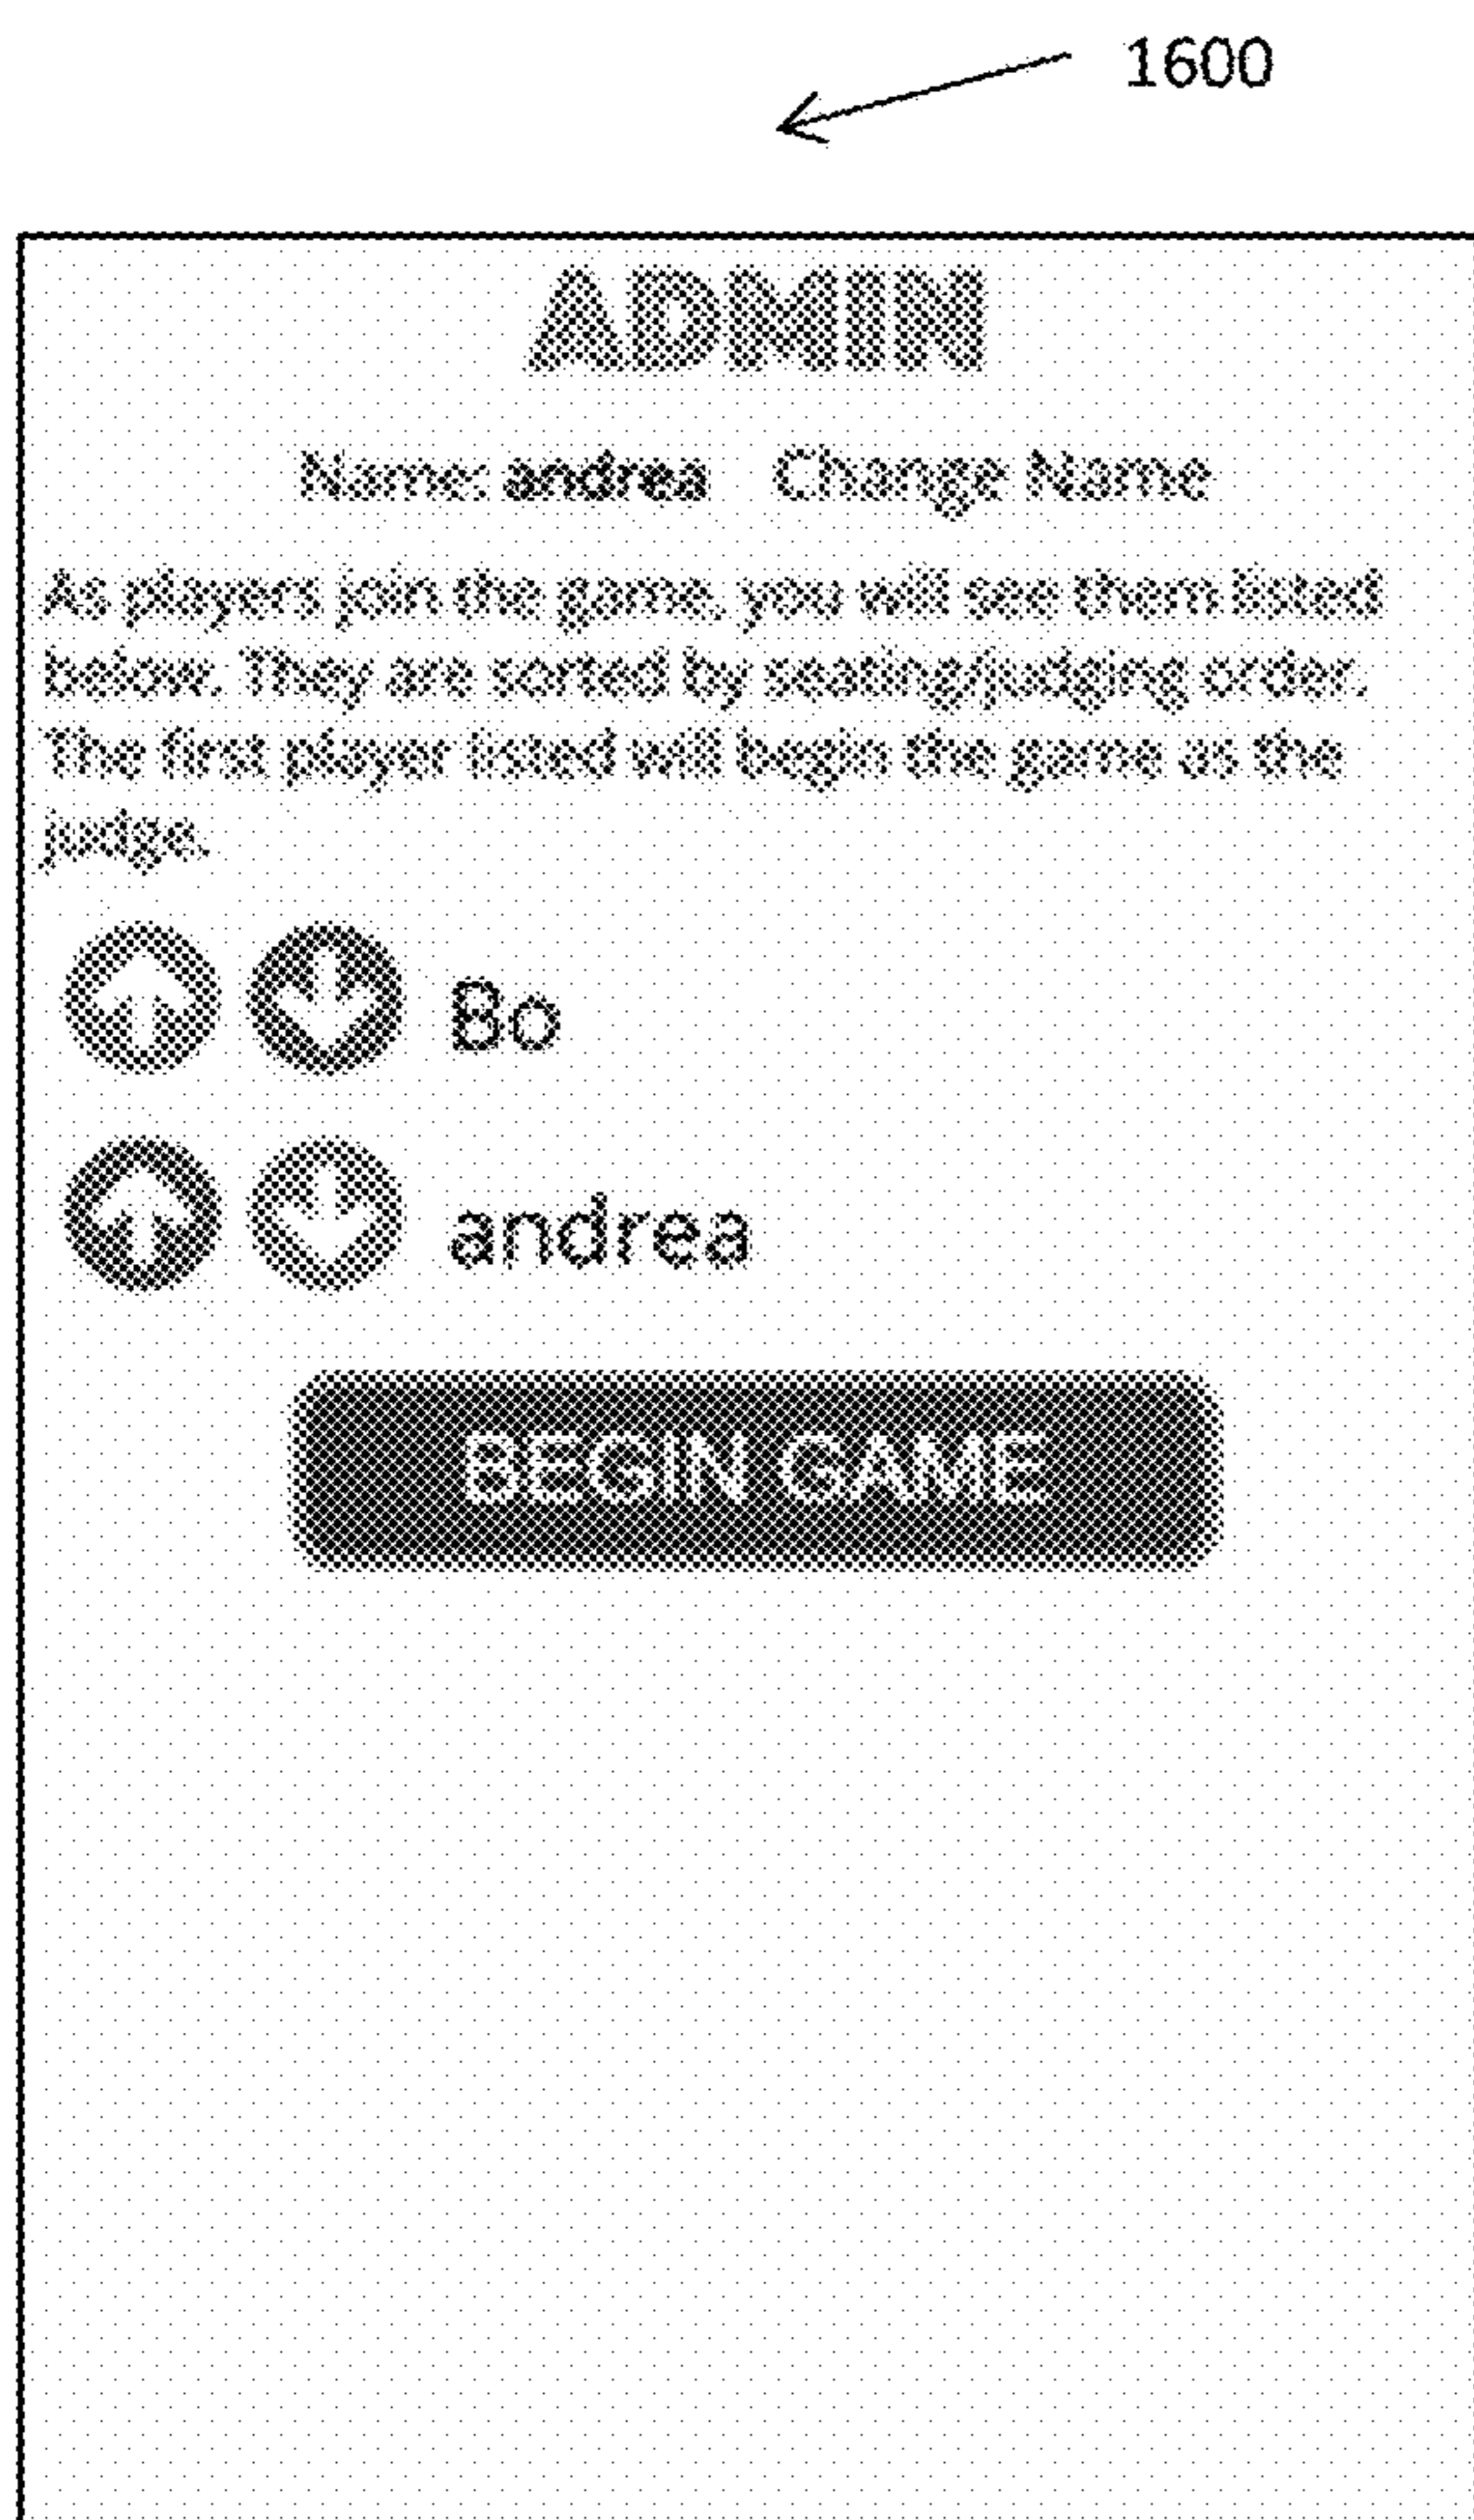 1600
ADMIN
Name: andrea Change Name
As players join the game, you will see them listed
below. They are sorted by seating/judging order.
The first player listed will begin the game as the
judge.
Bo
andrea
BEGIN GAME